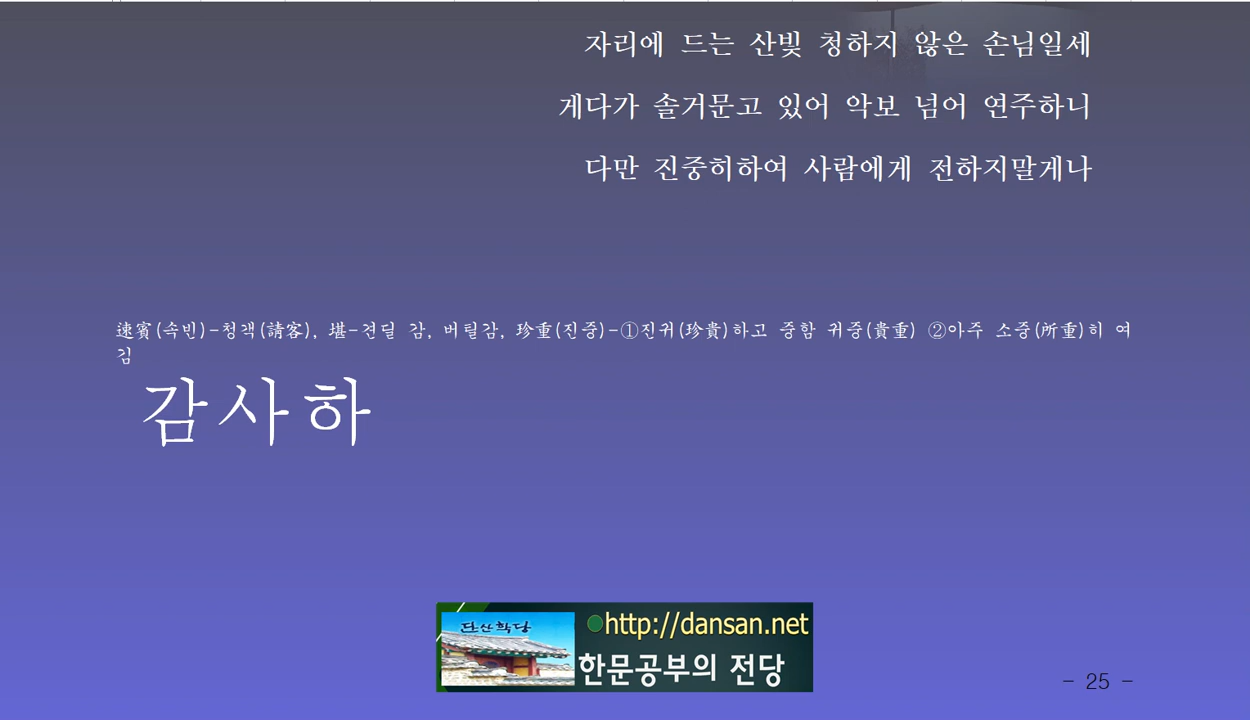 자리에 드는 산빛 청하지 않은 손님일세
게다가 솔거문고 있어 악보 넘어 연주하니
다만 진중히하여 사람에게 전하지말게나
速賓(속빈)-청객(請客), 堪-견딜 감, 버틸감, 珍重(진중)-①진귀(珍貴)하고 중함 귀중(貴重) ②아주 소중(所重)히 여
김
감사하
단산학당
http://dansan.net
한문공부의 전당
- 25 -